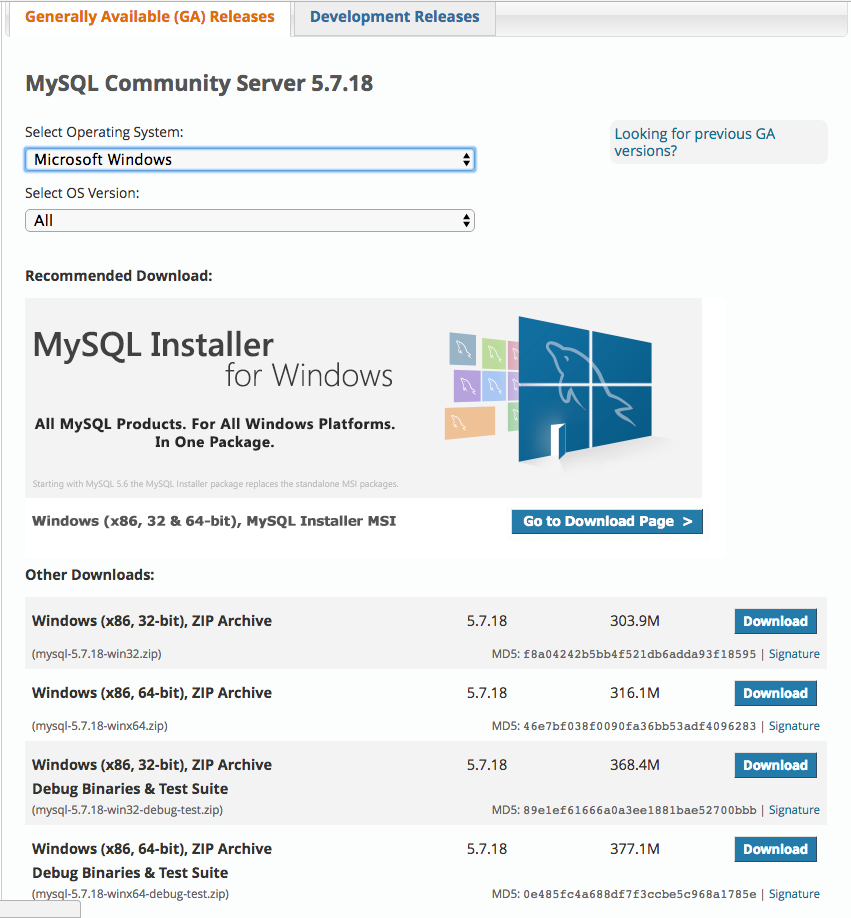 Generally Available (GA) Releases
Development Releases
MySQL Community Server 5.7.18
Select Operating System:
Looking for previous GA
versions?
Microsoft Windows
Select OS Version:
All
Recommended Download:
MySQL Installer
for Windows
All MySQL Products. For All Windows Platforms.
In One Package.
Starting with MySQL 5.6 the MySQL Installer package replaces the standalone MSI packages.
Windows (x86, 32 & 64-bit), MySQL Installer MSI
Go to Download Page >
Other Downloads:
Windows (x86, 32-bit), ZIP Archive 5.7.18 303.9M Download
(mysql-5.7.18-win32.zip) MD5: f8a04242b5bb4f521db6adda93f18595 | Signature
Windows (x86, 64-bit), ZIP Archive 5.7.18 316.1M Download
(mysql-5.7.18-winx64.zip) MD5: 46e7bf038f0090fa36bb53adf4096283 | Signature
Windows (x86, 32-bit), ZIP Archive 5.7.18 368.4M Download
Debug Binaries & Test Suite
(mysql-5.7.18-win32-debug-test.zip) MD5: 89e1ef61666a0a3ee1881bae52700bbb | Signature
Windows (x86, 64-bit), ZIP Archive 5.7.18 377.1M Download
Debug Binaries & Test Suite
(mysql-5.7.18-winx64-debug-test.zip) MD5: 0e485fc4a688df7f3ccbe5c968a1785e | Signature